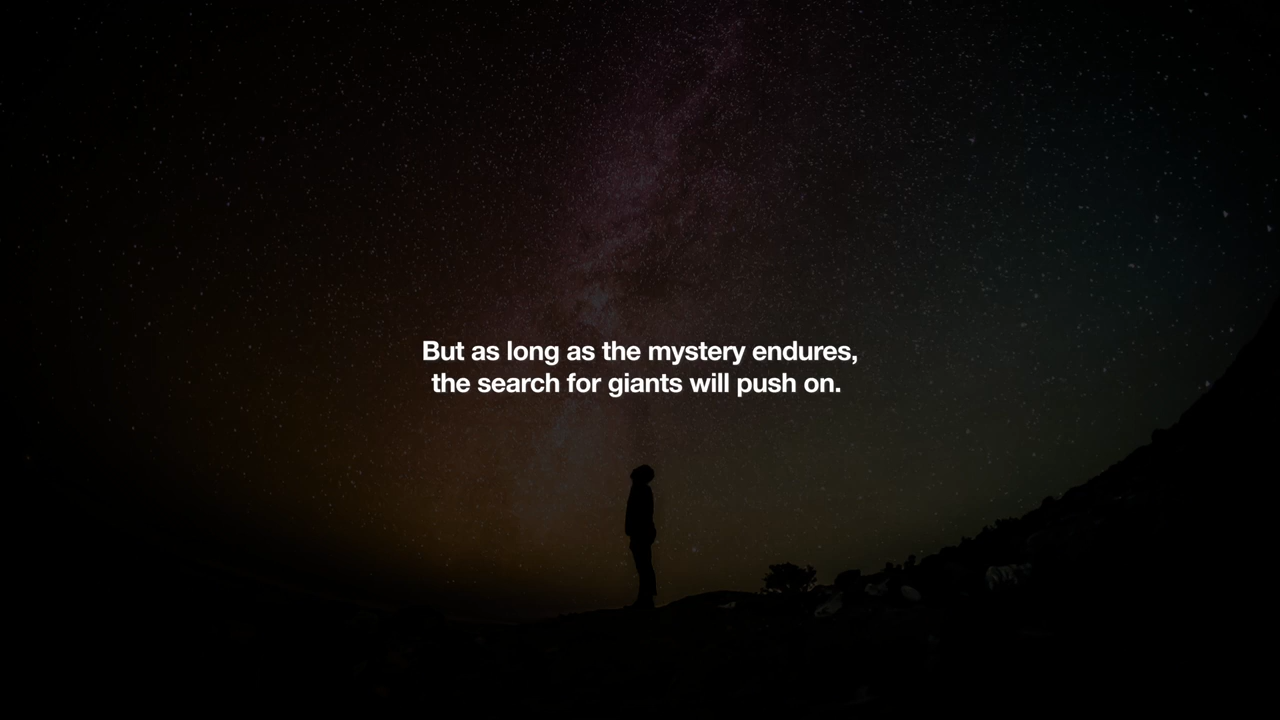 But as long as the mystery endures,
the search for giants will push on.